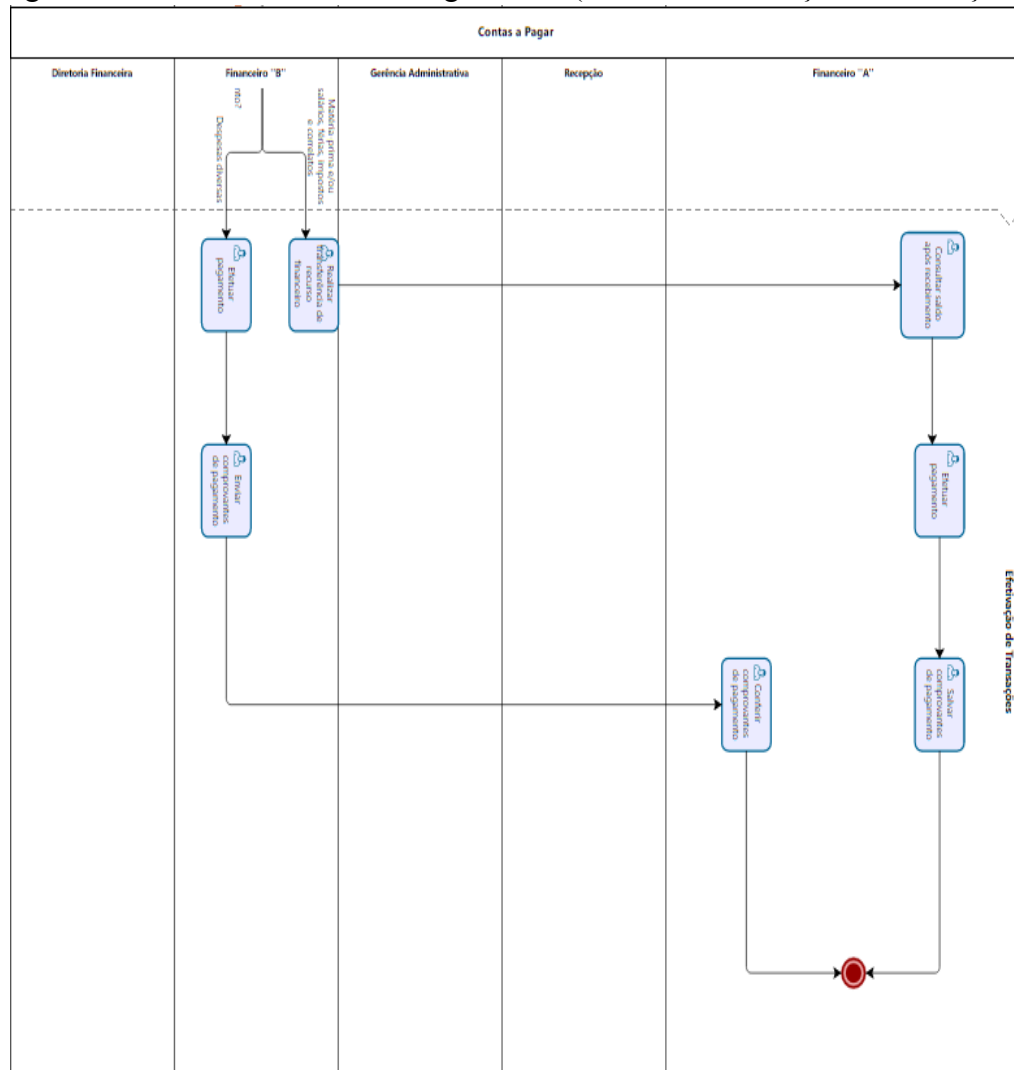 Contas a Pagar
Diretoria Financeira
Financeiro "B"
Gerência Administrativa
Recepção
Financeiro "A"
nto?
Despesas diversas
Matéria-prima e/ou
salários, férias, impostos
e correlatos
Efetuar
pagamento
Realizar
transferência de
recurso
financeiro
Consultar saldo
após recebimento
Enviar
comprovantes
de pagamento
Efetuar
pagamento
Efetivação de Transações
Conferir
comprovantes
de pagamento
Salvar
comprovantes
de pagamento